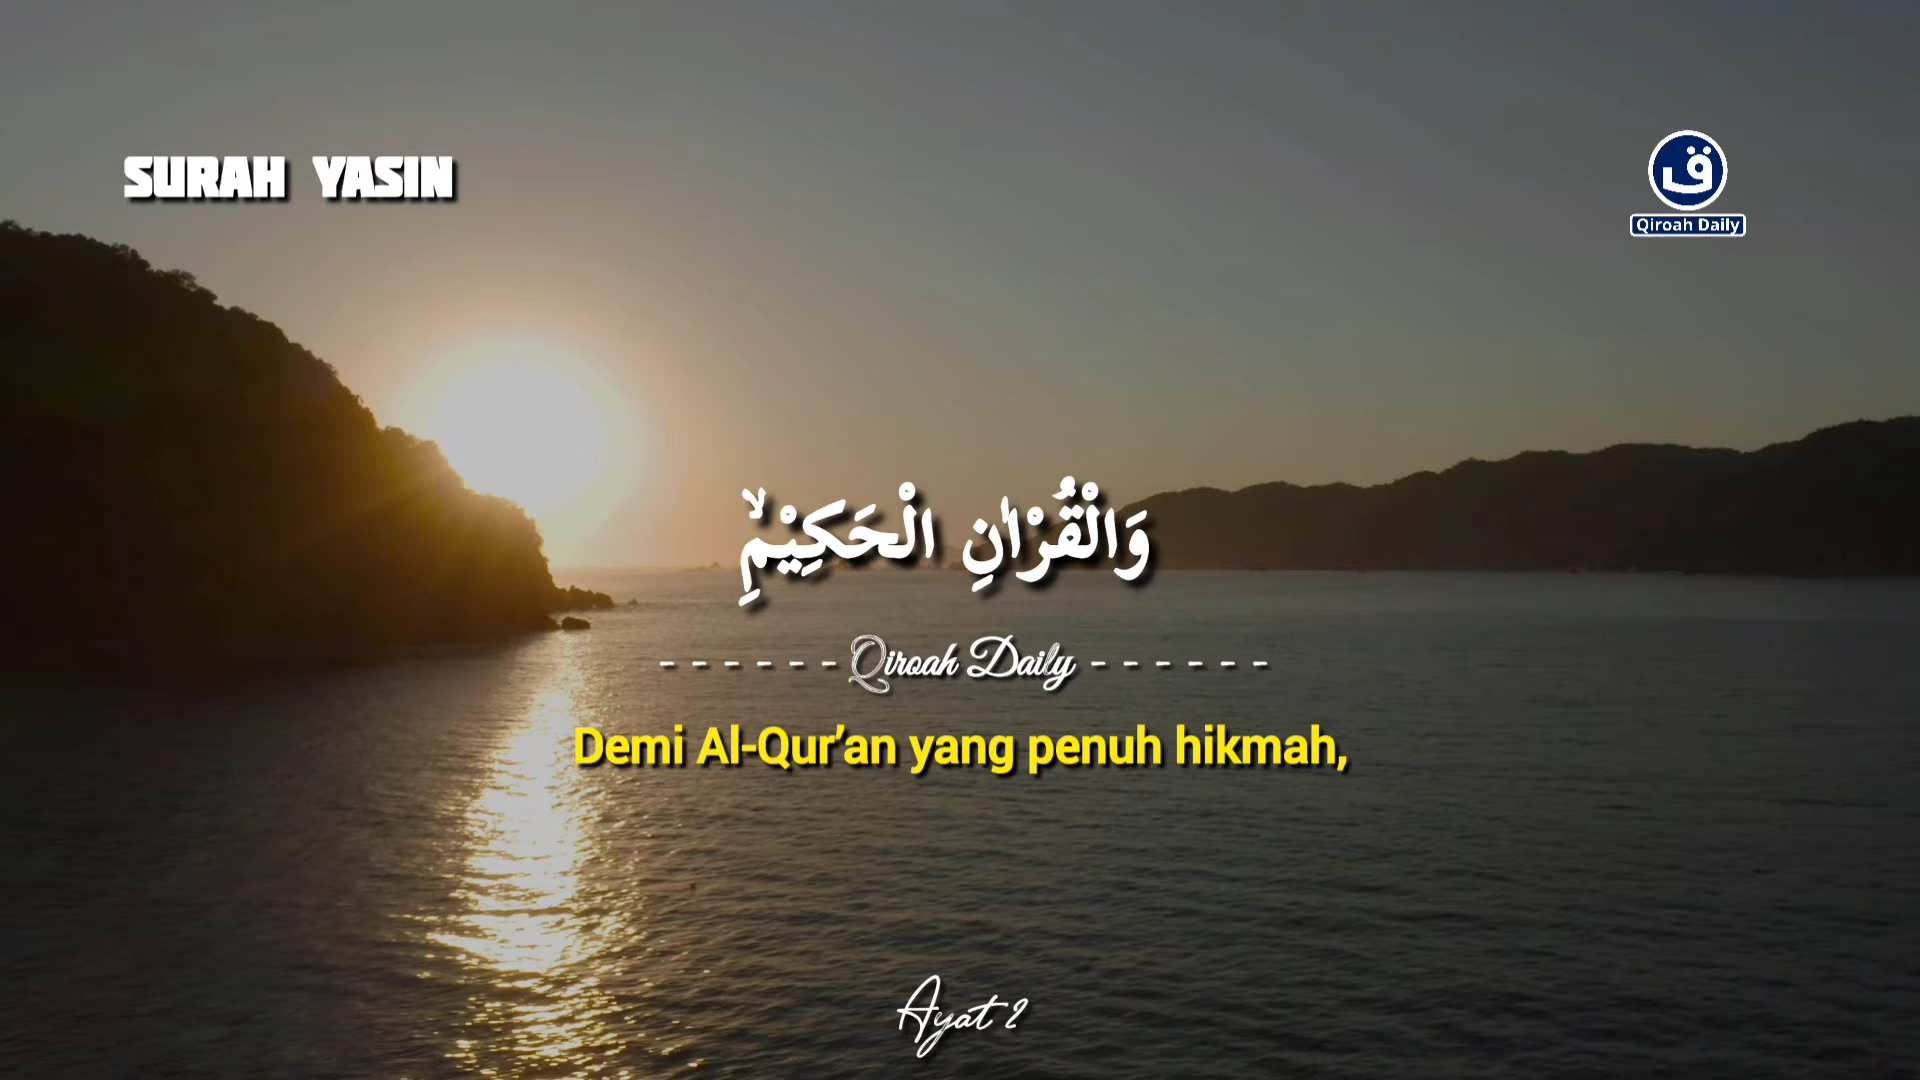 SURAH YASIN
ق
Qiroah Daily
وَالْقُرْاٰنِ الْحَكِيْمِۙ
- - - - - - Qiroah Daily - - - - - -
Demi Al-Qur’an yang penuh hikmah,
Ayat 2